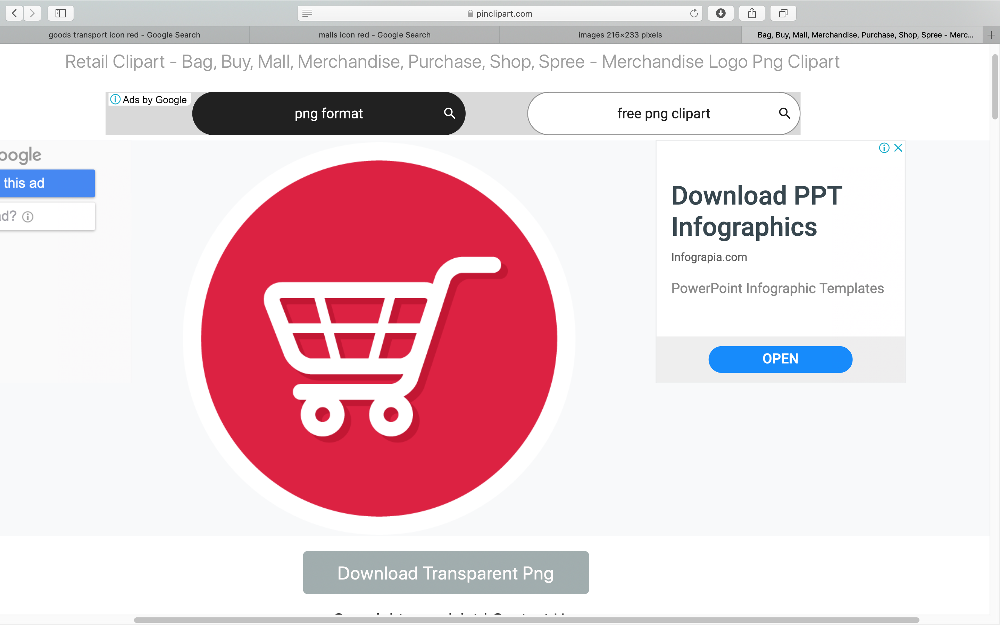 pinclipart.com
goods transport icon red - Google Search
malls icon red - Google Search
images 216×233 pixels
Bag, Buy, Mall, Merchandise, Purchase, Shop, Spree - Merc...
Retail Clipart - Bag, Buy, Mall, Merchandise, Purchase, Shop, Spree - Merchandise Logo Png Clipart
Ads by Google
png format
free png clipart
oogle
this ad
ad?
Download PPT
Infographics
Infograpia.com
PowerPoint Infographic Templates
OPEN
Download Transparent Png